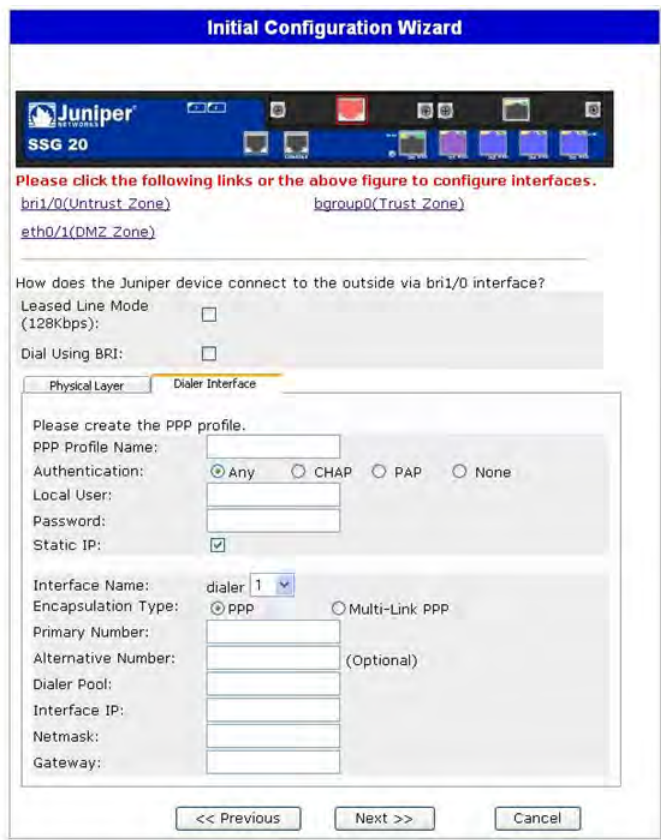 Initial Configuration Wizard
Juniper
NETWORKS
SSG 20
CONSOLE
Please click the following links or the above figure to configure interfaces.
bri1/0(Untrust Zone) bgroup0(Trust Zone)
eth0/1(DMZ Zone)
How does the Juniper device connect to the outside via bri1/0 interface?
Leased Line Mode
(128Kbps):
Dial Using BRI:
Physical Layer Dialer Interface
Please create the PPP profile.
PPP Profile Name:
Authentication: Any CHAP PAP None
Local User:
Password:
Static IP:
Interface Name: dialer 1
Encapsulation Type: PPP Multi-Link PPP
Primary Number:
Alternative Number: (Optional)
Dialer Pool:
Interface IP:
Netmask:
Gateway:
<< Previous Next >> Cancel